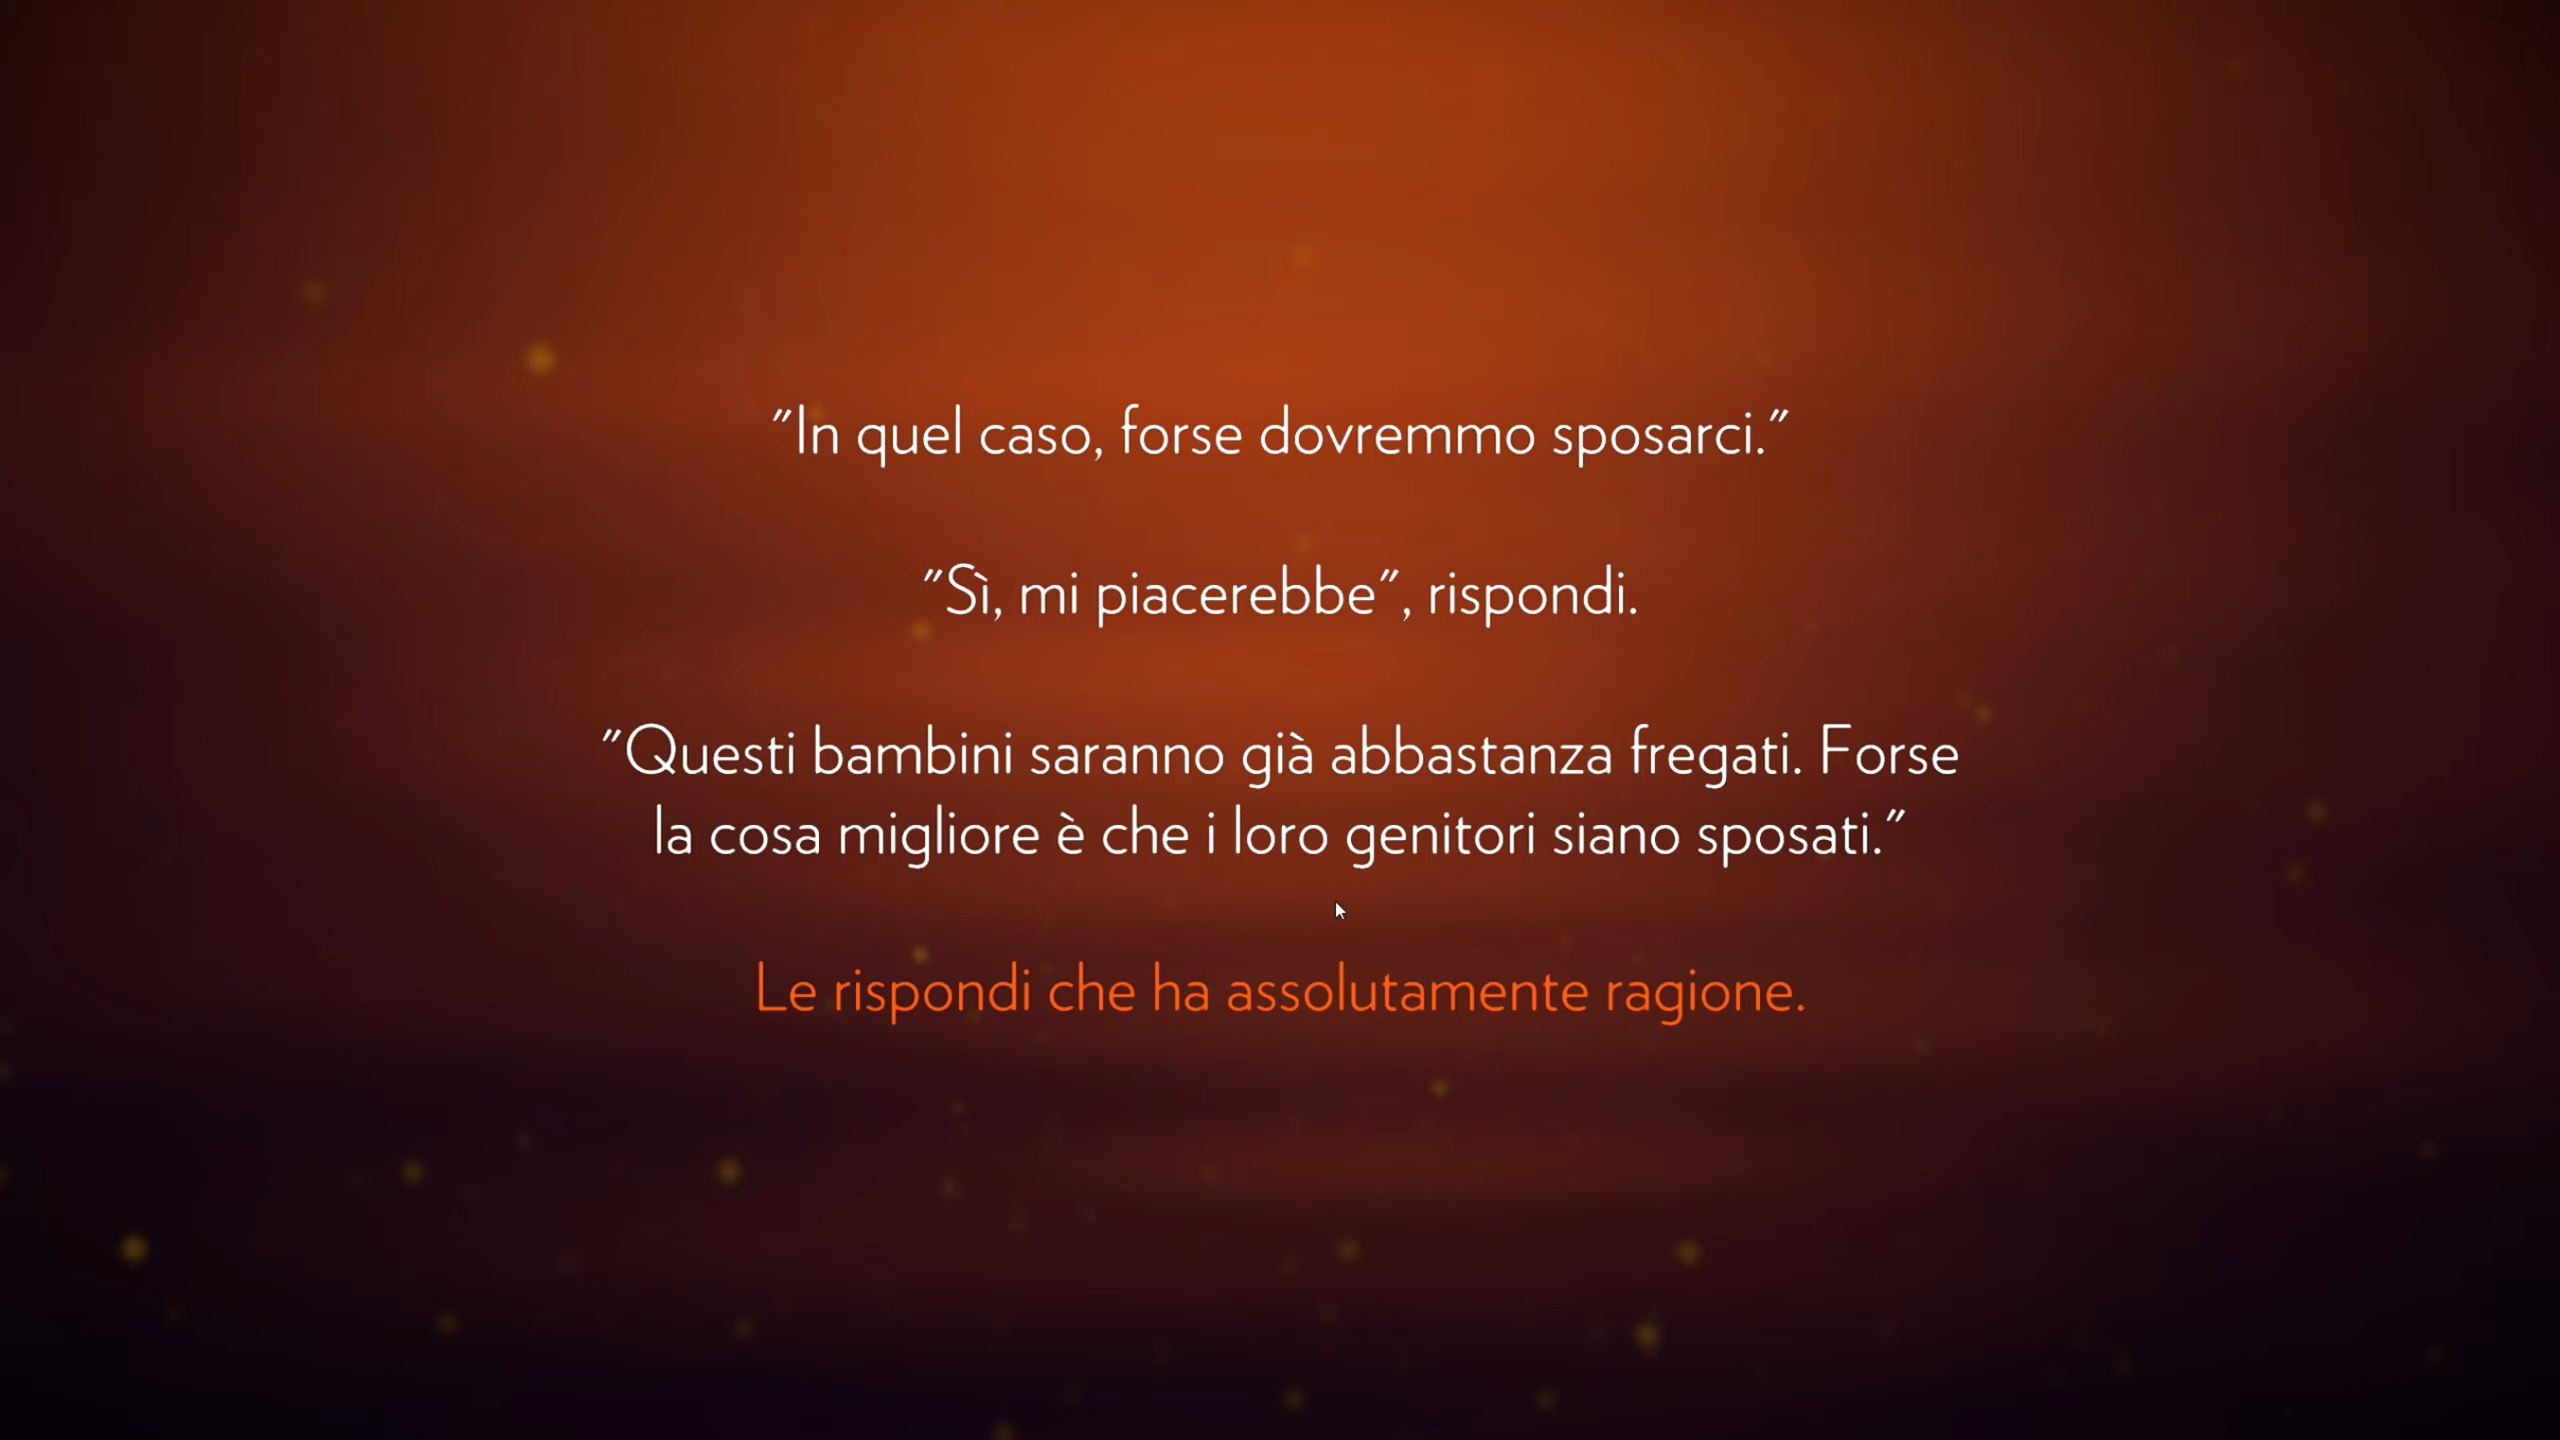 "In quel caso, forse dovremmo sposarci."
"Sì, mi piacerebbe", rispondi.
"Questi bambini saranno già abbastanza fregati. Forse
la cosa migliore è che i loro genitori siano sposati."
Le rispondi che ha assolutamente ragione.